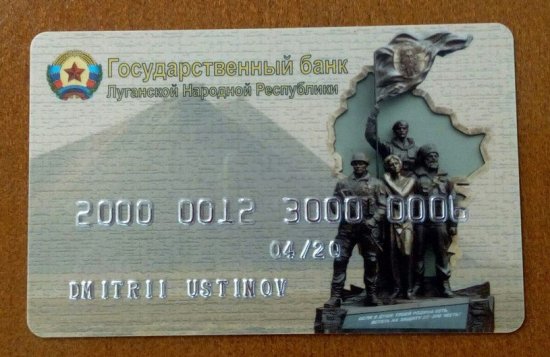 Государственный банк
Луганской Народной Республики
2000 0012 3000 0006
04/20
DMITRII USTINOV